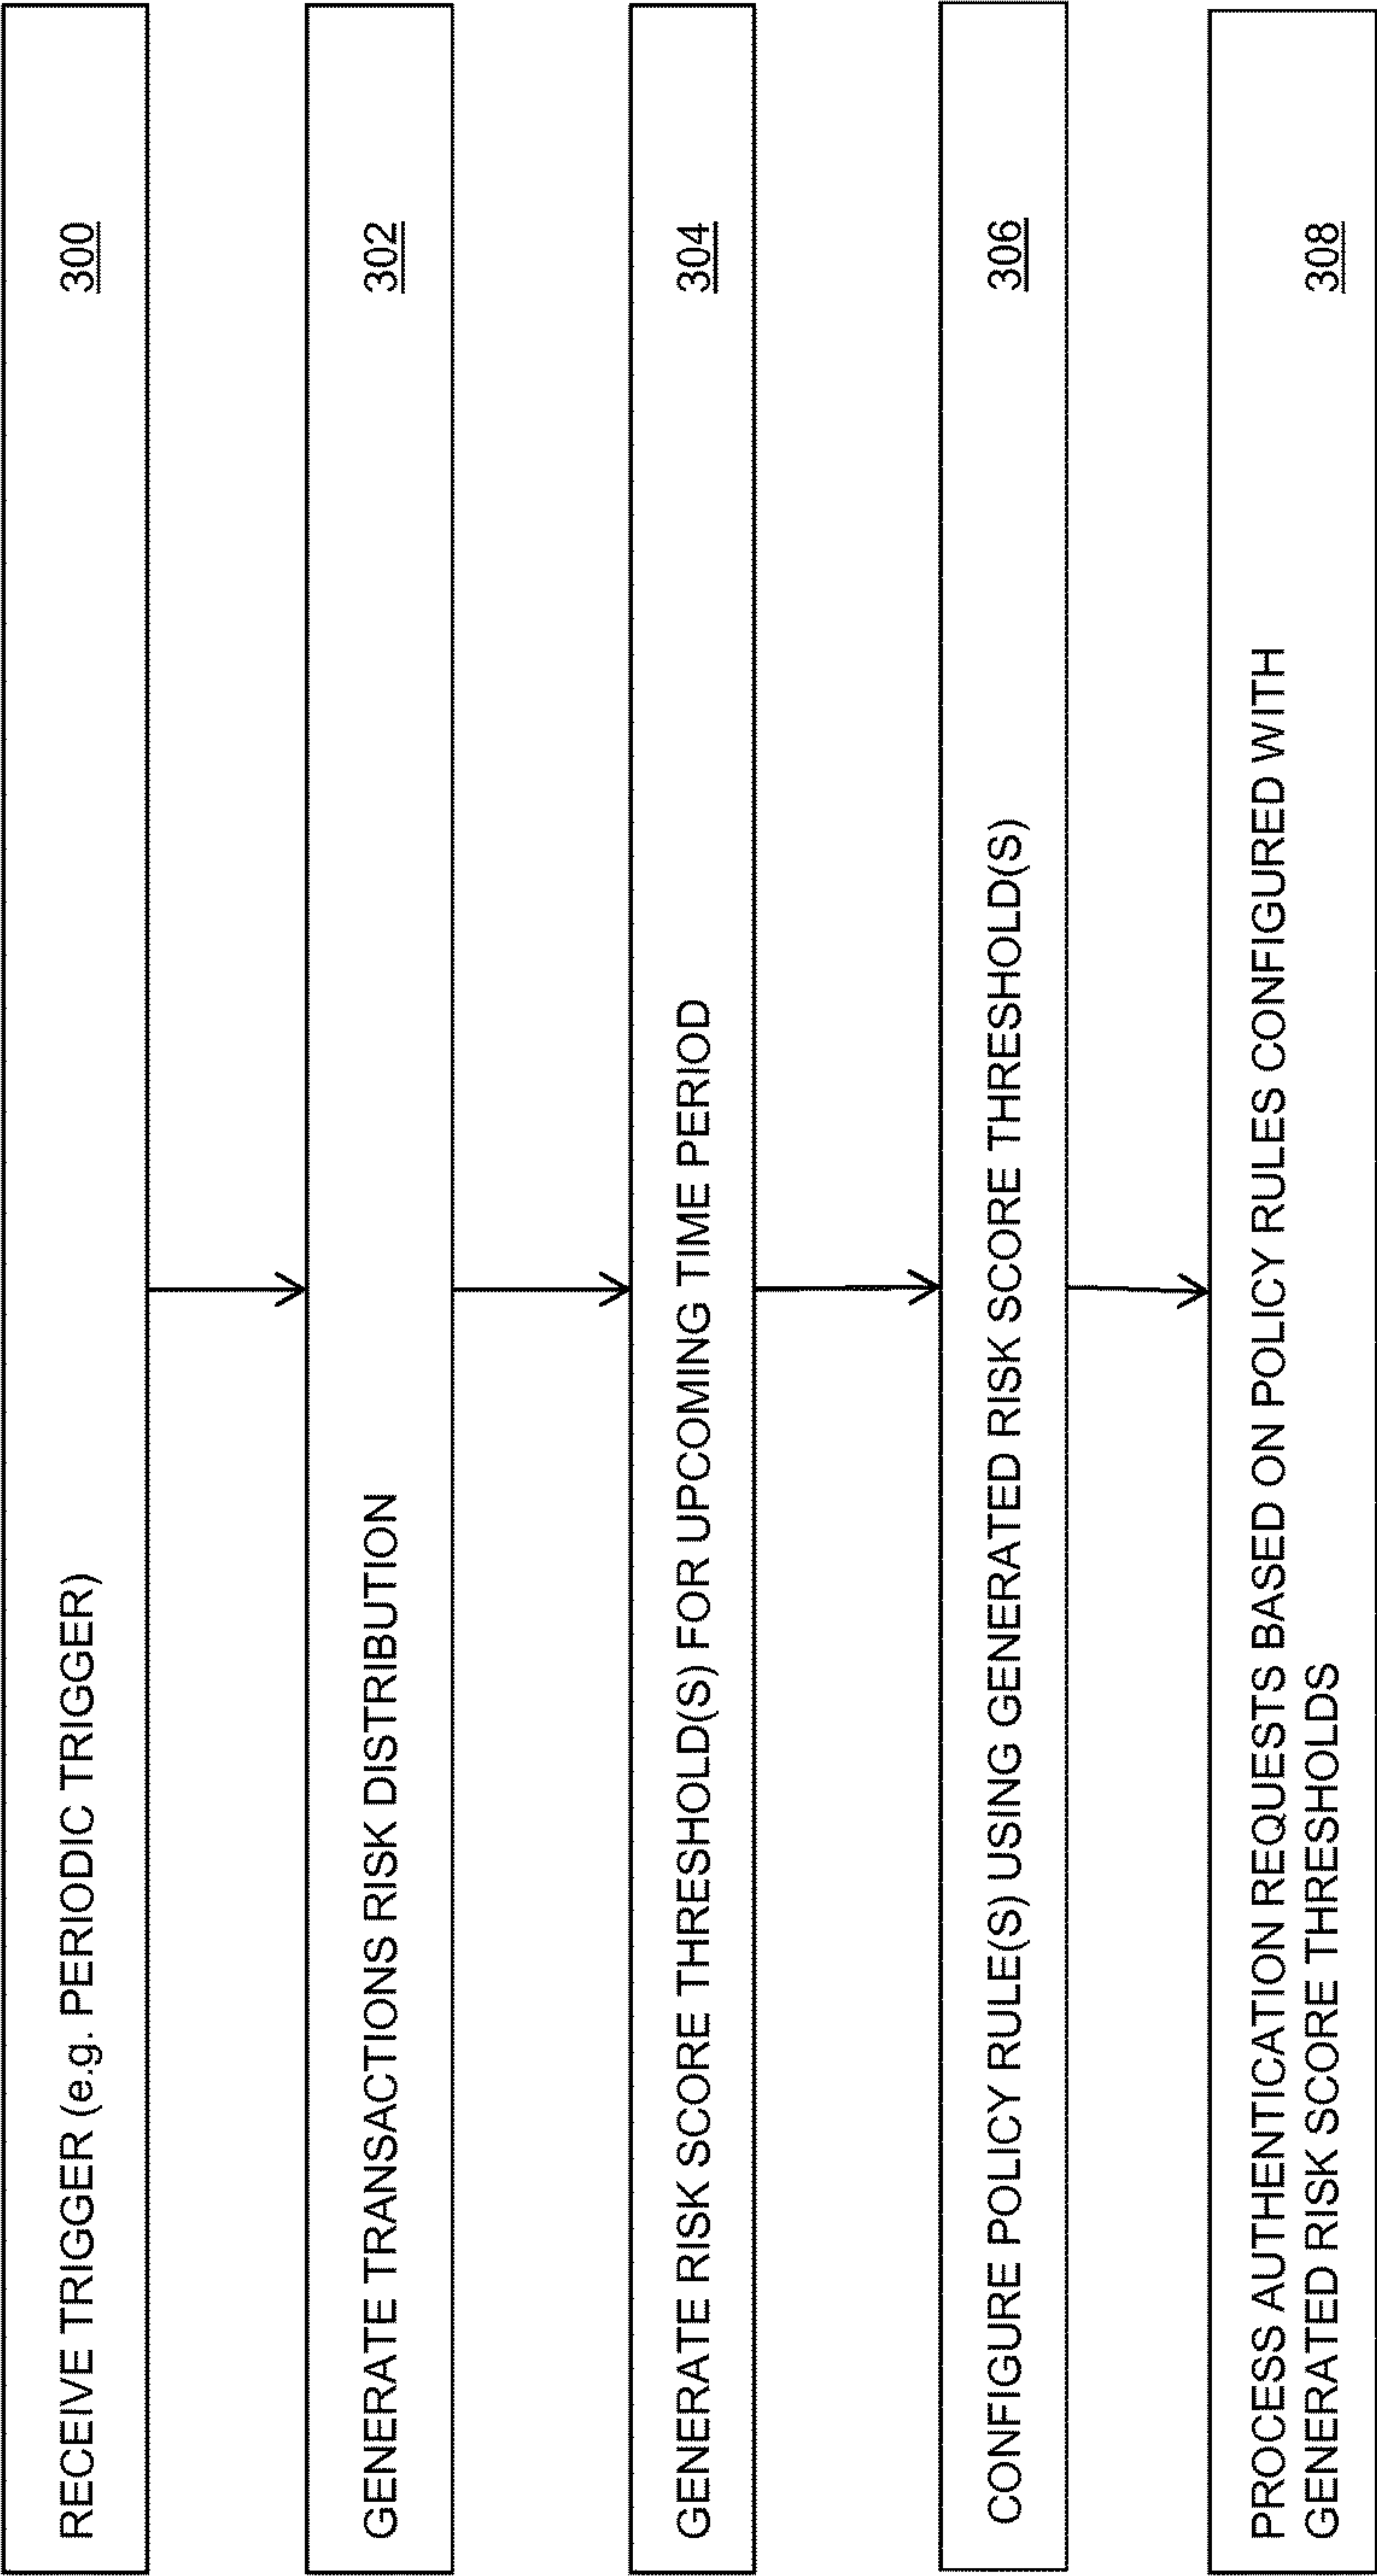 RECEIVE TRIGGER (e.g. PERIODIC TRIGGER) 300
GENERATE TRANSACTIONS RISK DISTRIBUTION 302
GENERATE RISK SCORE THRESHOLD(S) FOR UPCOMING TIME PERIOD 304
CONFIGURE POLICY RULE(S) USING GENERATED RISK SCORE THRESHOLD(S) 306
PROCESS AUTHENTICATION REQUESTS BASED ON POLICY RULES CONFIGURED WITH
GENERATED RISK SCORE THRESHOLDS 308